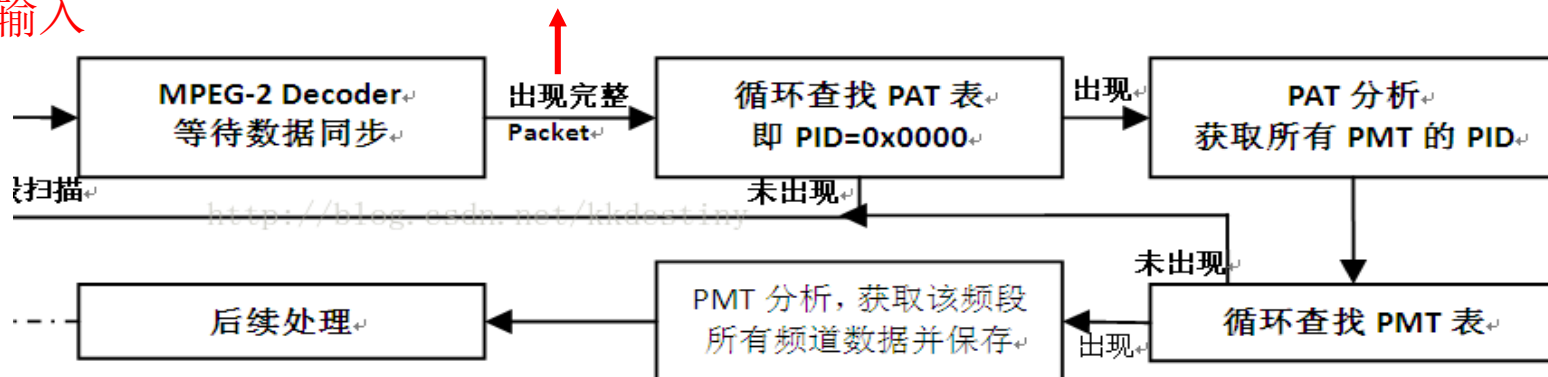 输入
MPEG-2 Decoder
等待数据同步
出现完整
Packet
循环查找 PAT 表
即 PID=0x0000
出现
PAT 分析
获取所有 PMT 的 PID
扫描
未出现
http://blog.csdn.net/kkdestiny
未出现
后续处理
PMT 分析，获取该频段
所有频道数据并保存
出现
循环查找 PMT 表